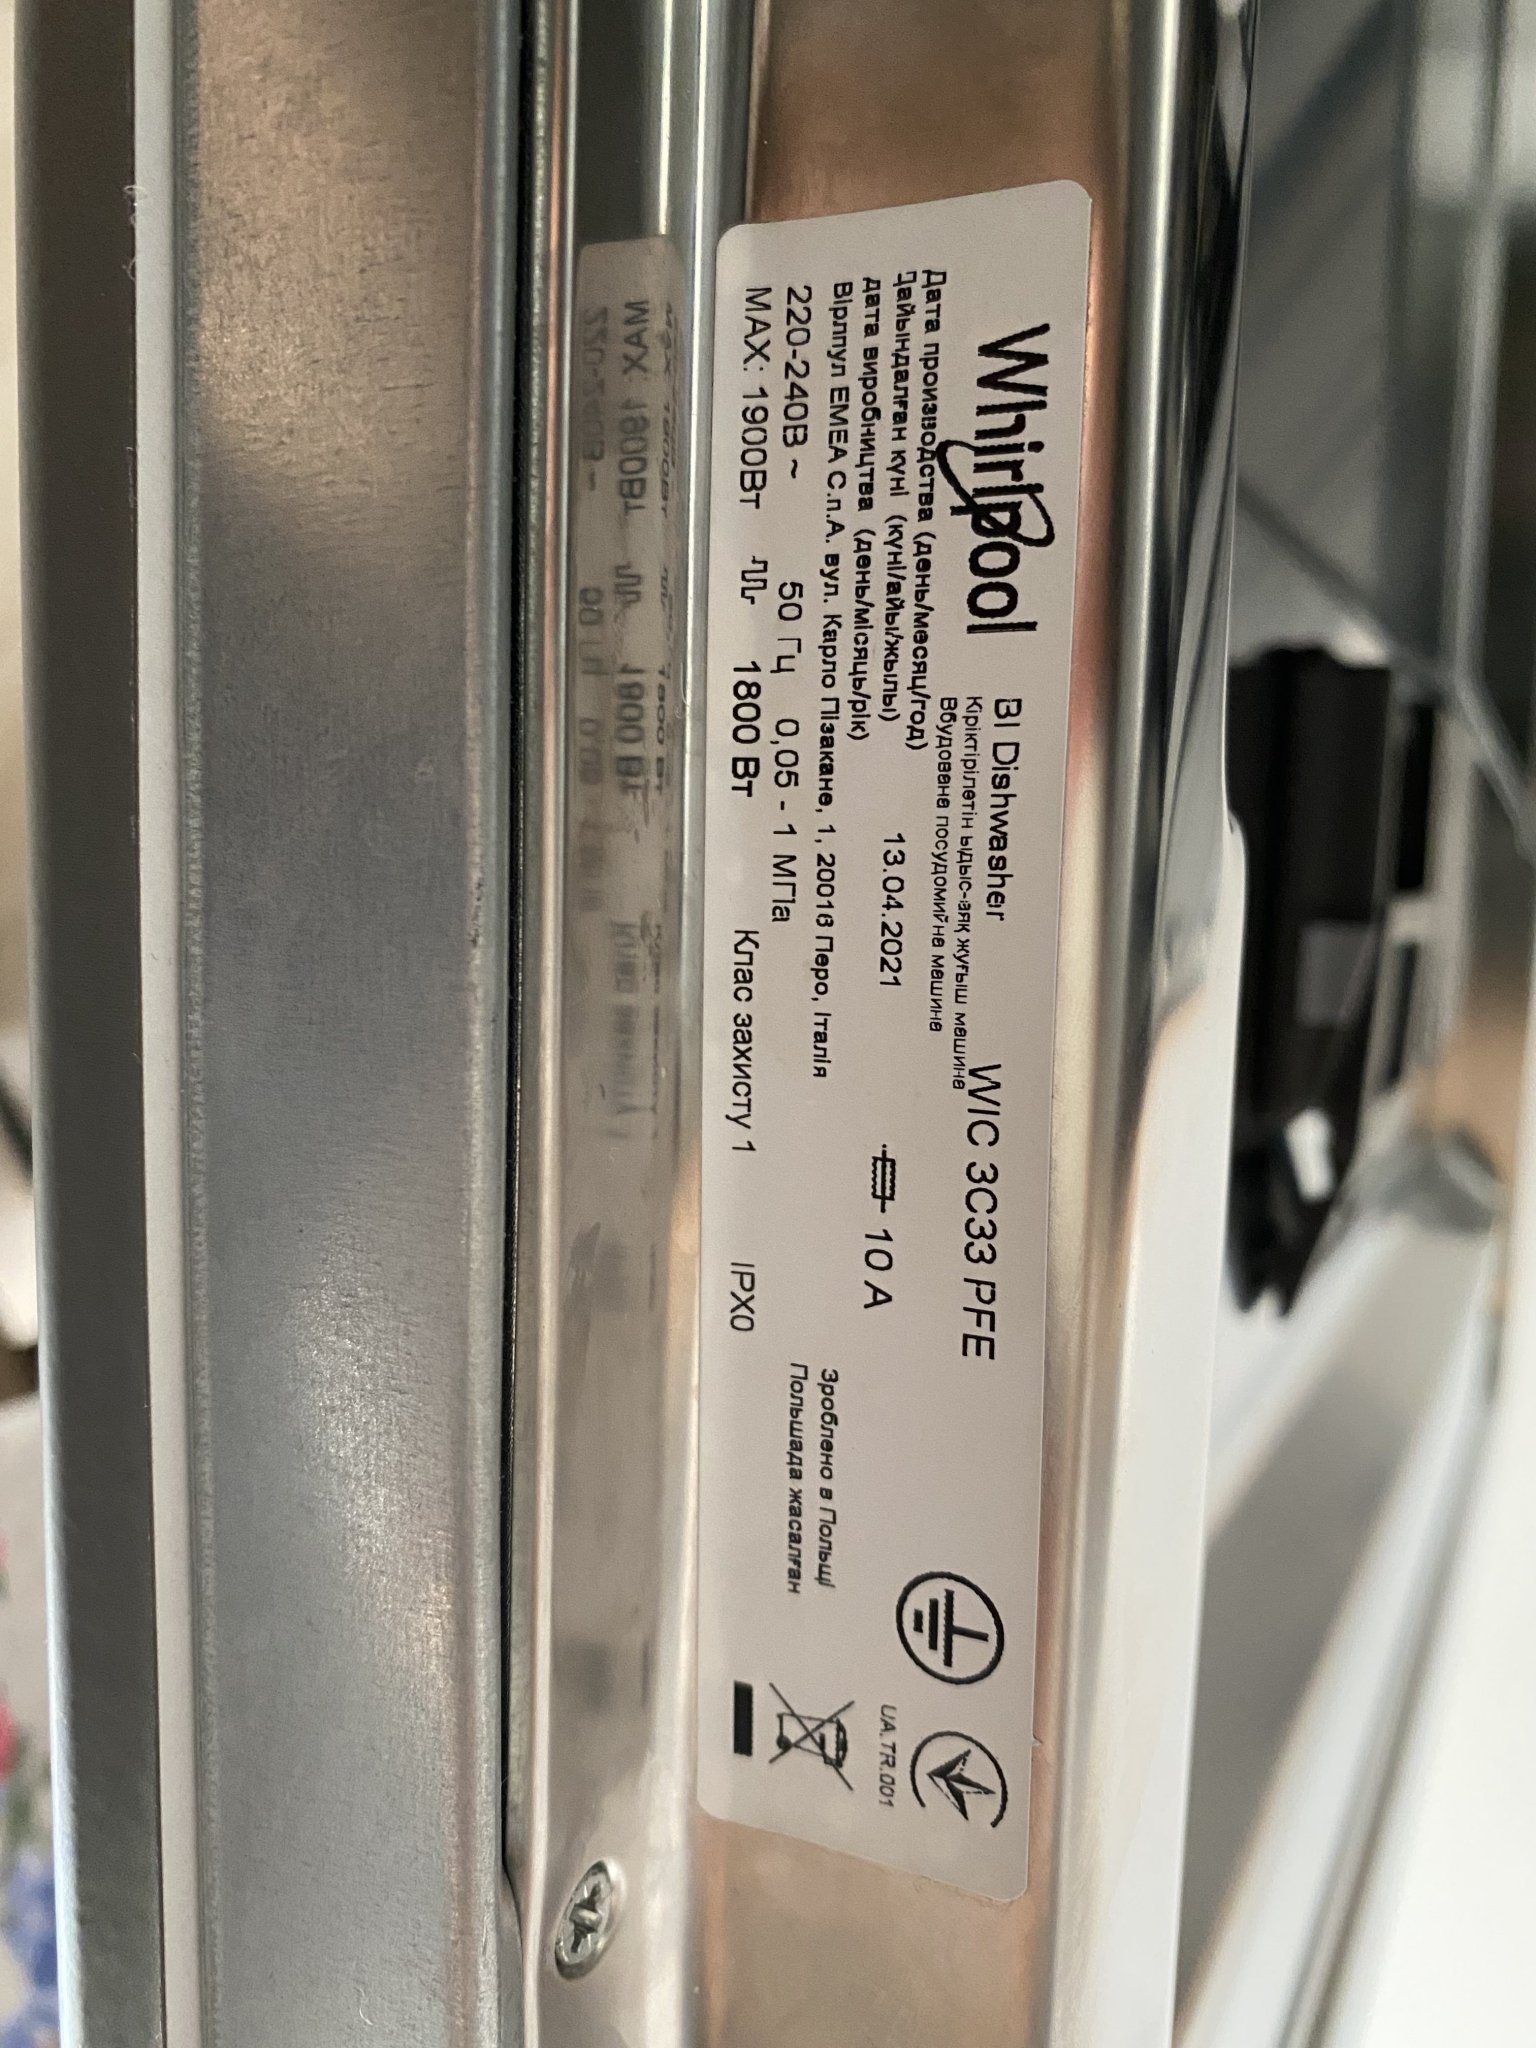 Whirlpool
BI Dishwasher
WIC 3C33 PFE
Кіріктірілетін ыдыс-аяқ жуғыш машина
Вбудована посудомийна машина
Дата производства (день/месяц/год)
Дайындалған күні (күні/айы/жылы)
13.04.2021
10 A
дата виробництва (день/місяць/рік)
Вірлпул ЕМЕА С.п.А. вул. Карло Пізакане, 1, 20016 Перо, Італія
220-240В ~ 50 Гц 0,05 - 1 МПа
MAX: 1900Вт 1800 Вт Клас захисту 1 IPX0
Зроблено в Польщі
Польшада жасалған
UA.TR.001